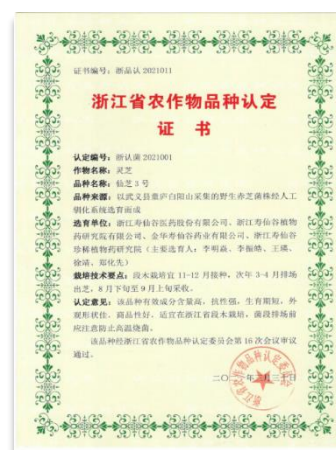 证书编号：浙品认 2021011
浙江省农作物品种认定
证 书
认定编号：浙认菌 2021001
作物名称：灵芝
品种名称：仙芝 3 号
品种来源：以武义县童庐白阳山采集的野生赤芝菌株经人工
驯化系统选育而成
选育单位：浙江寿仙谷医药股份有限公司、浙江寿仙谷植物
药研究院有限公司、金华寿仙谷药业有限公司、浙江寿仙谷
珍稀植物药研究院（主要选育人：李明焱、李振皓、王瑛、
徐靖、郑化先）
栽培技术要点：段木栽培宜 11-12 月接种，次年 3-4 月排场
出芝，8 月下旬至 9 月上旬采收。
认定意见：该品种有效成分含量高，抗性强，生育期短，外
观形状佳，商品性好，适宜在浙江省段木栽培，菌段排场前
应注意防止高温烧菌。
该品种经浙江省农作物品种认定委员会第 16 次会议审议
通过。